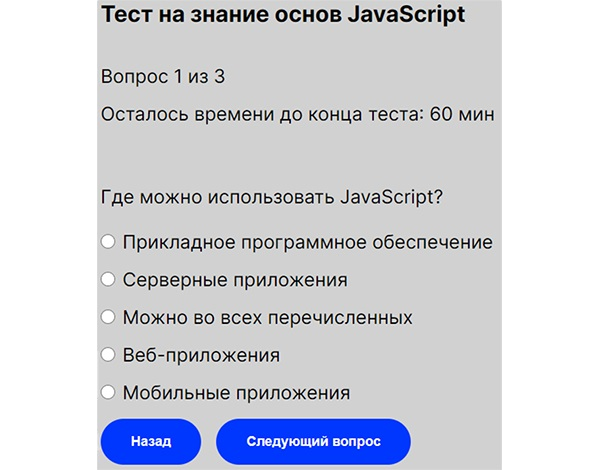 Тест на знание основ JavaScript
Вопрос 1 из 3
Осталось времени до конца теста: 60 мин
Где можно использовать JavaScript?
Прикладное программное обеспечение
Серверные приложения
Можно во всех перечисленных
Веб-приложения
Мобильные приложения
Назад Следующий вопрос